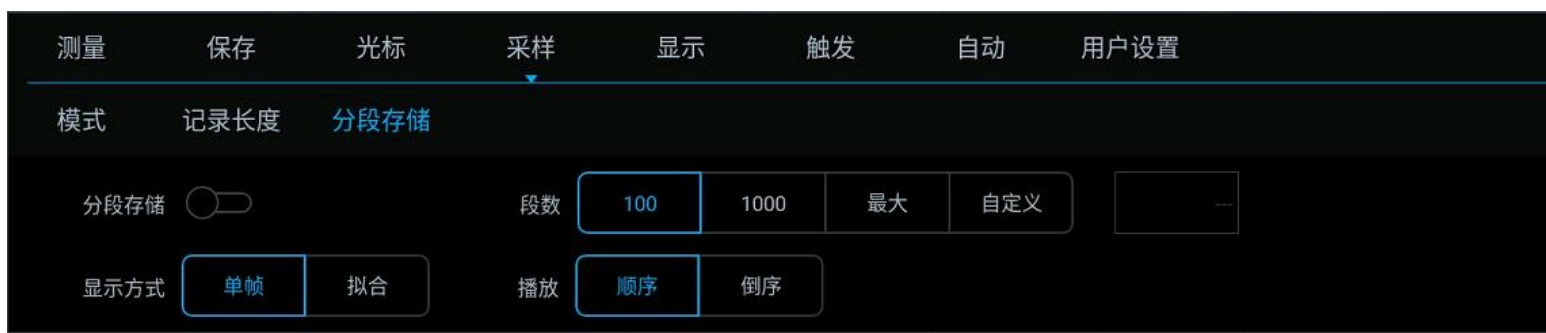 测量 保存 光标 采样 显示 触发 自动 用户设置
模式 记录长度 分段存储
分段存储 段数 100 1000 最大 自定义 ---
显示方式 单帧 拟合 播放 顺序 倒序